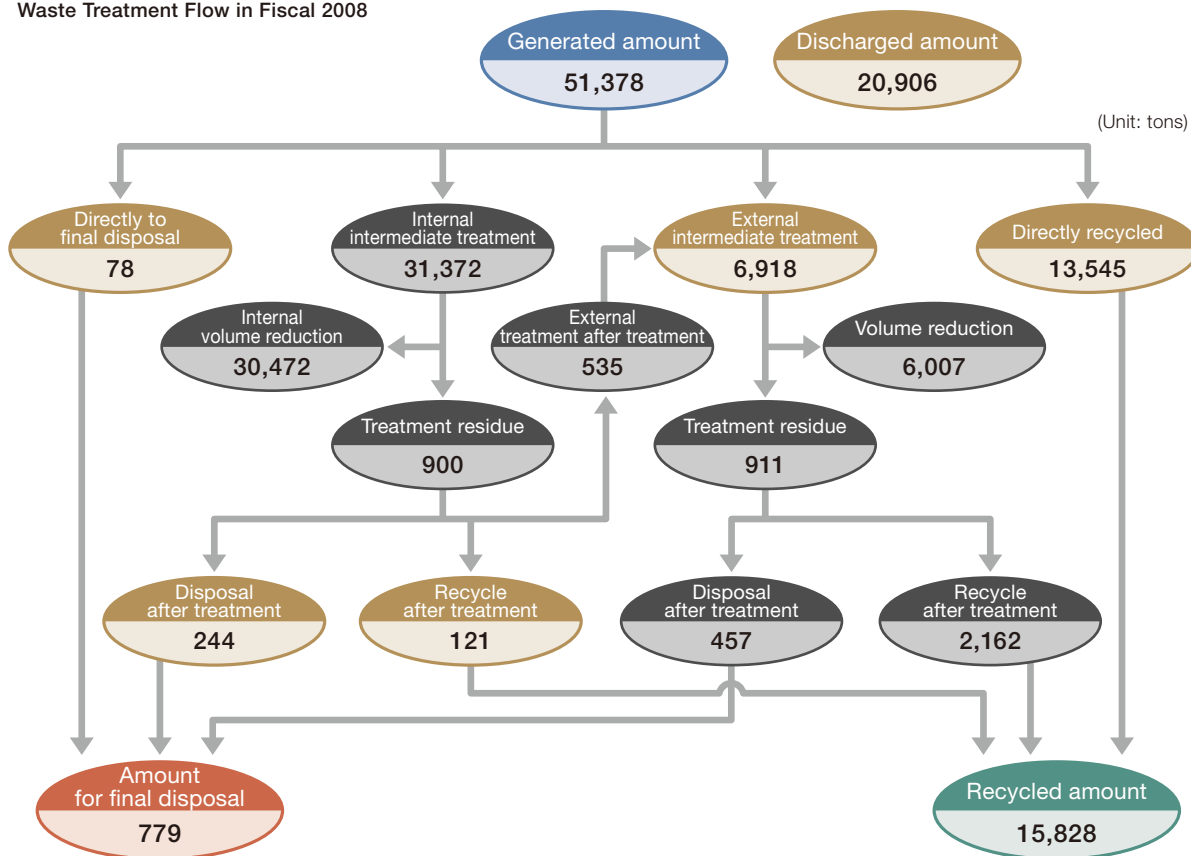 Waste Treatment Flow in Fiscal 2008
Generated amount
51,378
Discharged amount
20,906
(Unit: tons)
Directly to
final disposal
78
Internal
intermediate treatment
31,372
External
intermediate treatment
6,918
Directly recycled
13,545
Internal
volume reduction
30,472
External
treatment after treatment
535
Volume reduction
6,007
Treatment residue
900
Treatment residue
911
Disposal
after treatment
244
Recycle
after treatment
121
Disposal
after treatment
457
Recycle
after treatment
2,162
Amount
for final disposal
779
Recycled amount
15,828